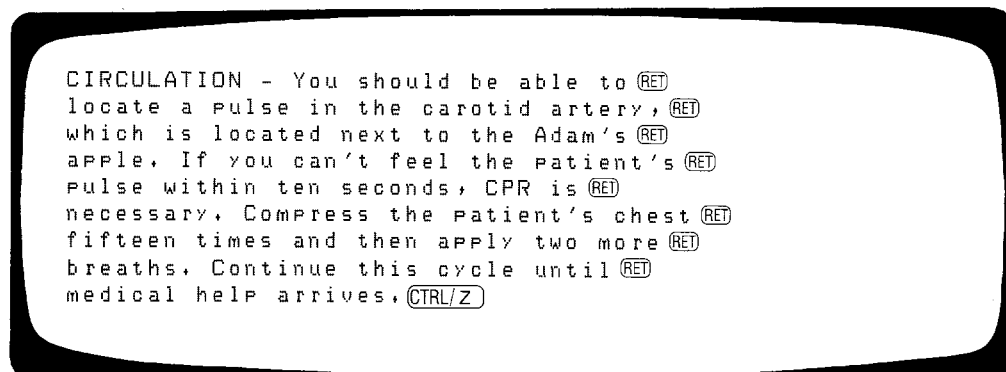 CIRCULATION - You should be able to RET
locate a pulse in the carotid artery, RET
which is located next to the Adam's RET
apple. If you can't feel the patient's RET
pulse within ten seconds, CPR is RET
necessary. Compress the patient's chest RET
fifteen times and then apply two more RET
breaths. Continue this cycle until RET
medical help arrives. CTRL/Z